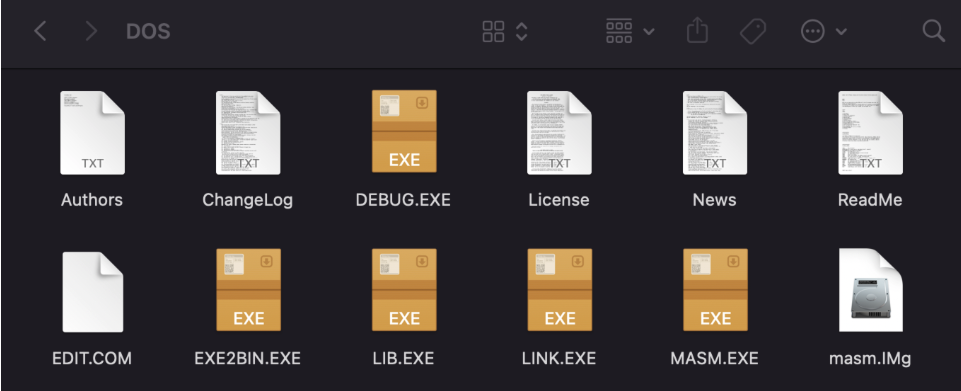 DOS
TXT TXT EXE TXT TXT TXT
Authors ChangeLog DEBUG.EXE License News ReadMe
EXE EXE EXE EXE
EDIT.COM EXE2BIN.EXE LIB.EXE LINK.EXE MASM.EXE masm.IMg